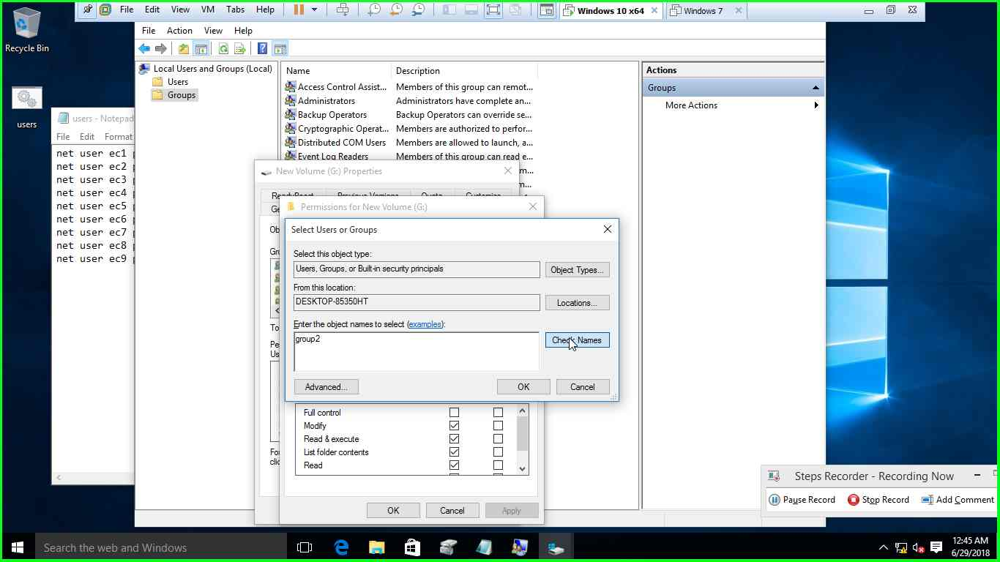 File Edit View VM Tabs Help
Windows 10 x64
Windows 7
Recycle Bin
users
users - Notepad
File Edit Format
net user ec1
net user ec2
net user ec3
net user ec4
net user ec5
net user ec6
net user ec7
net user ec8
net user ec9
File Action View Help
Local Users and Groups (Local)
Users
Groups
Name Description
Access Control Assist... Members of this group can remot...
Administrators Administrators have complete an...
Backup Operators Backup Operators can override se...
Cryptographic Operat... Members are authorized to perfor...
Distributed COM Users Members are allowed to launch, a...
Event Log Readers Members of this group can read e...
Actions
Groups
More Actions
New Volume (G:) Properties
ReadyBoost Previous Versions Quota Customize
Permissions for New Volume (G:)
Select Users or Groups
Select this object type:
Users, Groups, or Built-in security principals
Object Types...
From this location:
DESKTOP-85350HT
Locations...
Enter the object names to select (examples):
group2
Check Names
Advanced...
OK
Cancel
Full control
Modify
Read & execute
List folder contents
Read
OK
Cancel
Apply
Steps Recorder - Recording Now
Pause Record
Stop Record
Add Comment
Search the web and Windows
12:45 AM
6/29/2018